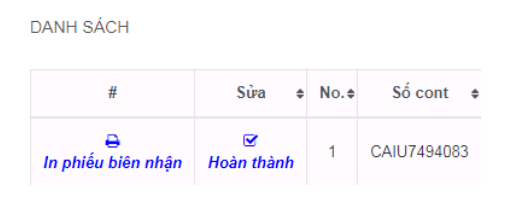 DANH SÁCH
# Sửa No. Số cont
In phiếu biên nhận Hoàn thành 1 CAIU7494083